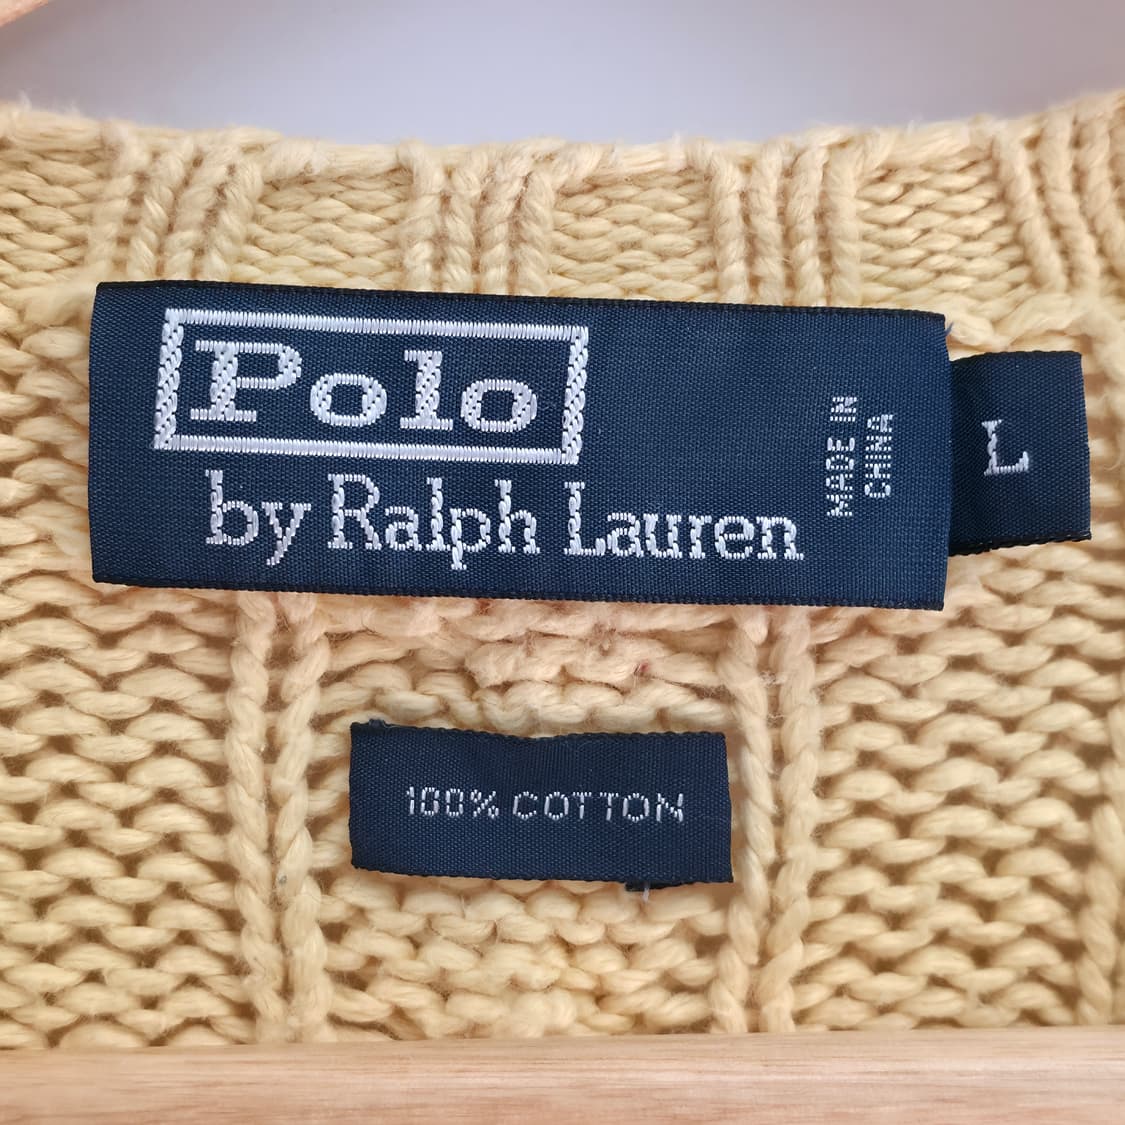 Polo
by Ralph Lauren
MADE IN
CHINA
L
100% COTTON